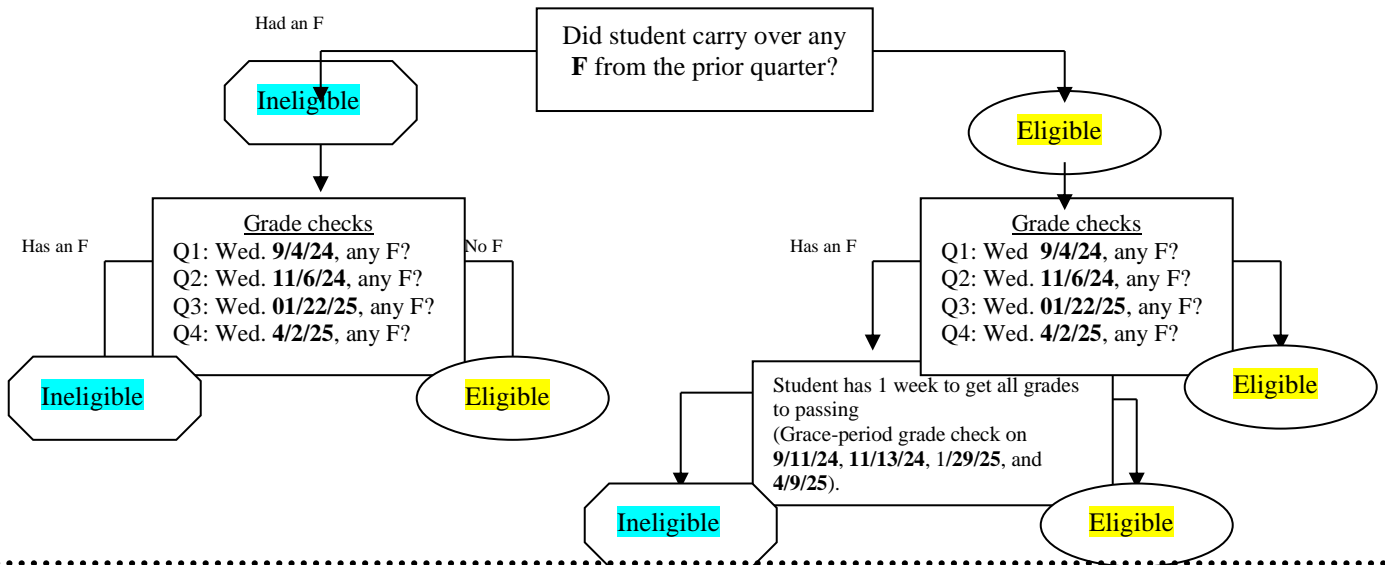 Had an F
Did student carry over any
F from the prior quarter?
Ineligible
Eligible
Has an F
Grade checks
Q1: Wed. 9/4/24, any F?
Q2: Wed. 11/6/24, any F?
Q3: Wed. 01/22/25, any F?
Q4: Wed. 4/2/25, any F?
No F
Has an F
Grade checks
Q1: Wed 9/4/24, any F?
Q2: Wed. 11/6/24, any F?
Q3: Wed. 01/22/25, any F?
Q4: Wed. 4/2/25, any F?
Ineligible
Eligible
Student has 1 week to get all grades
to passing
(Grace-period grade check on
9/11/24, 11/13/24, 1/29/25, and
4/9/25).
Eligible
Ineligible
Eligible